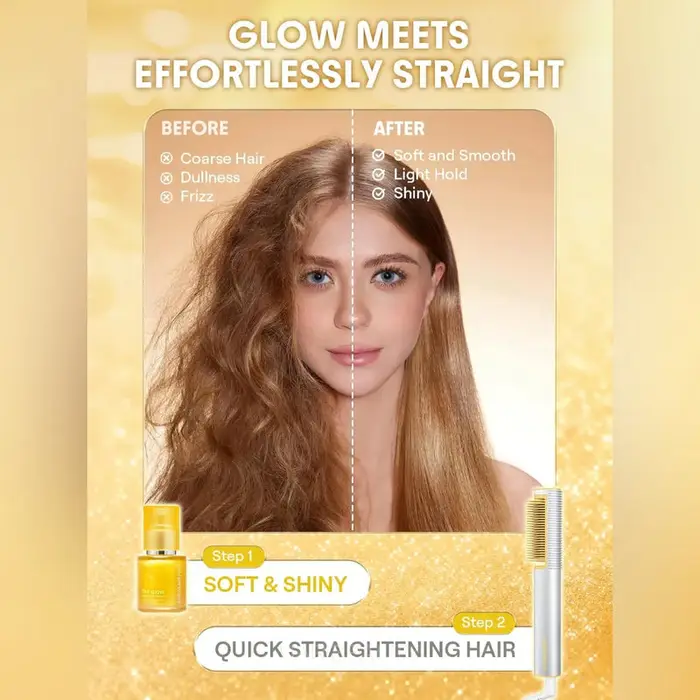 GLOW MEETS
EFFORTLESSLY STRAIGHT
BEFORE
Coarse Hair
Dullness
Frizz
AFTER
Soft and Smooth
Light Hold
Shiny
Step 1
SOFT & SHINY
Step 2
QUICK STRAIGHTENING HAIR